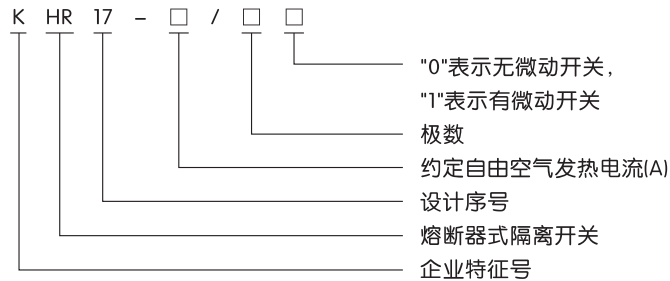 K HR 17 - □ / □ □
"0"表示无微动开关，
"1"表示有微动开关
极数
约定自由空气发热电流(A)
设计序号
熔断器式隔离开关
企业特征号